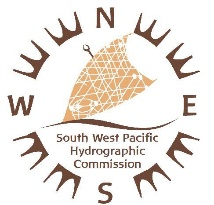 N
W E
South West Pacific
Hydrographic
Commission
S